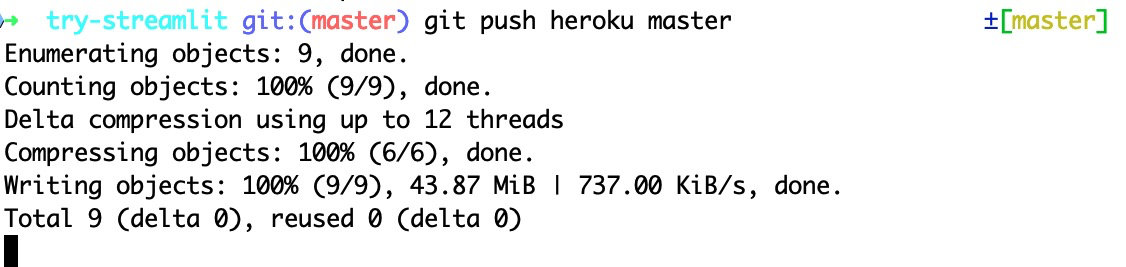 → try-streamlit git:(master) git push heroku master ±[master]
Enumerating objects: 9, done.
Counting objects: 100% (9/9), done.
Delta compression using up to 12 threads
Compressing objects: 100% (6/6), done.
Writing objects: 100% (9/9), 43.87 MiB | 737.00 KiB/s, done.
Total 9 (delta 0), reused 0 (delta 0)